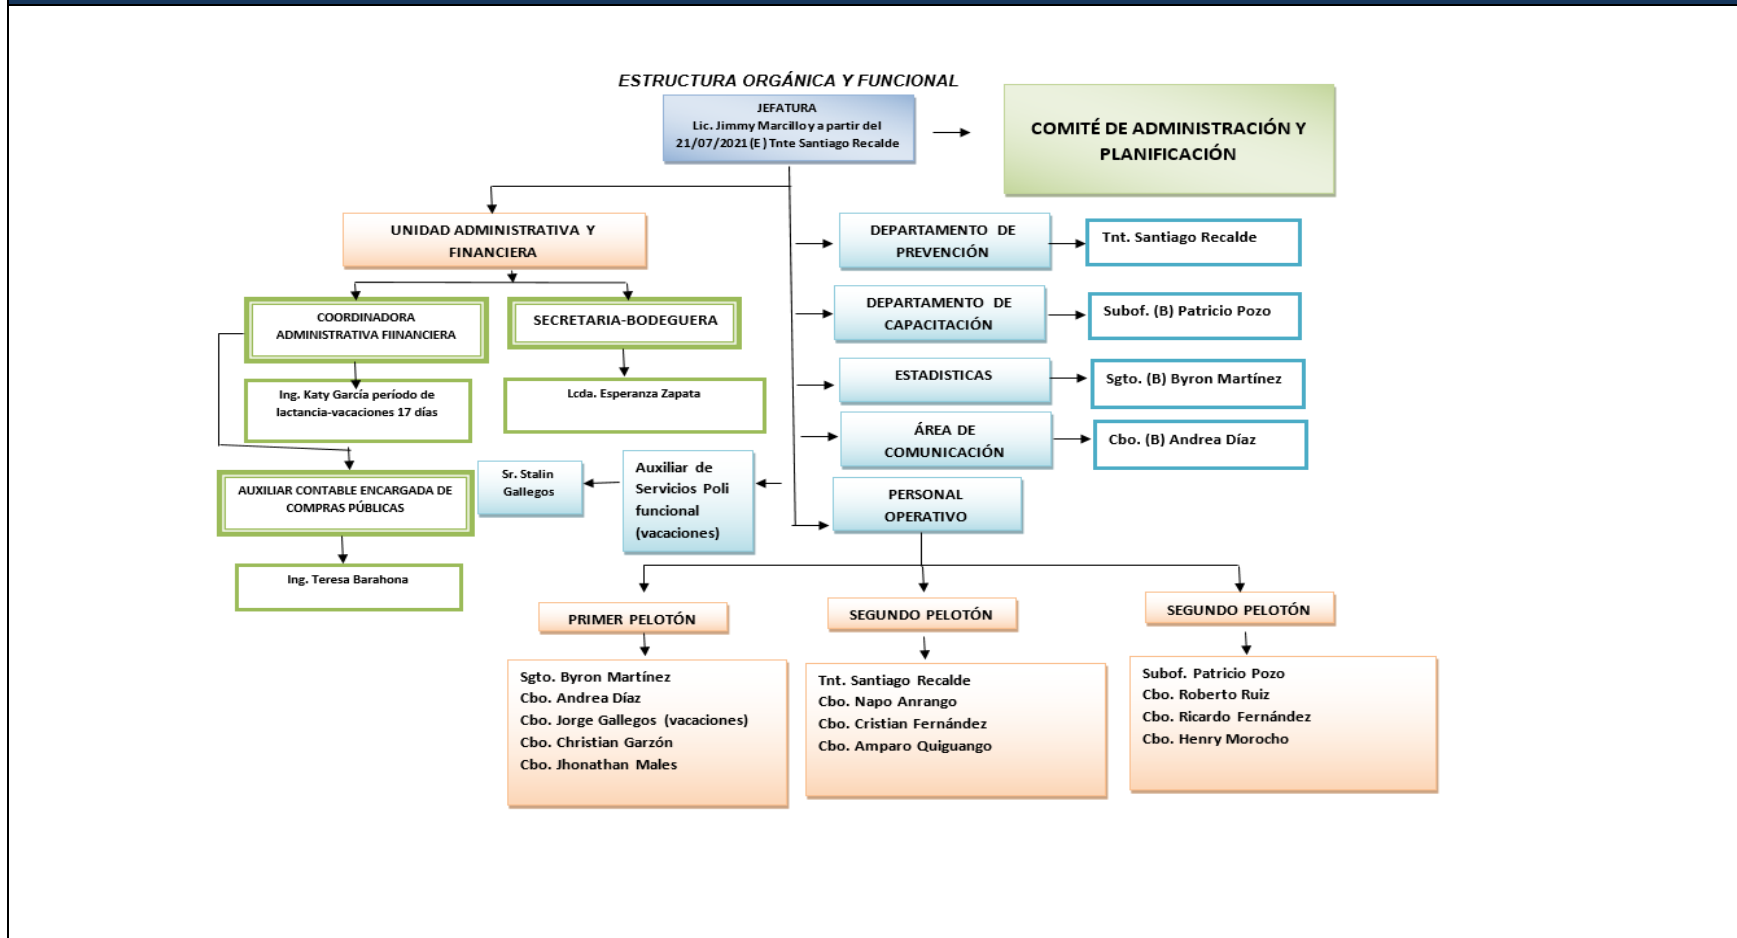 ESTRUCTURA ORGÁNICA Y FUNCIONAL
JEFATURA
Lic. Jimmy Marcillo y a partir del
21/07/2021 (E ) Tnte Santiago Recalde
COMITÉ DE ADMINISTRACIÓN Y
PLANIFICACIÓN
UNIDAD ADMINISTRATIVA Y
FINANCIERA
COORDINADORA
ADMINISTRATIVA FIINANCIERA
SECRETARIA-BODEGUERA
Ing. Katy García período de
lactancia-vacaciones 17 días
Lcda. Esperanza Zapata
AUXILIAR CONTABLE ENCARGADA DE
COMPRAS PÚBLICAS
Ing. Teresa Barahona
DEPARTAMENTO DE
PREVENCIÓN
Tnt. Santiago Recalde
DEPARTAMENTO DE
CAPACITACIÓN
Subof. (B) Patricio Pozo
ESTADISTICAS
Sgto. (B) Byron Martínez
ÁREA DE
COMUNICACIÓN
Cbo. (B) Andrea Díaz
Sr. Stalin
Gallegos
Auxiliar de
Servicios Poli
funcional
(vacaciones)
PERSONAL
OPERATIVO
PRIMER PELOTÓN
Sgto. Byron Martínez
Cbo. Andrea Díaz
Cbo. Jorge Gallegos (vacaciones)
Cbo. Christian Garzón
Cbo. Jhonathan Males
SEGUNDO PELOTÓN
Tnt. Santiago Recalde
Cbo. Napo Anrango
Cbo. Cristian Fernández
Cbo. Amparo Quiguango
SEGUNDO PELOTÓN
Subof. Patricio Pozo
Cbo. Roberto Ruiz
Cbo. Ricardo Fernández
Cbo. Henry Morocho